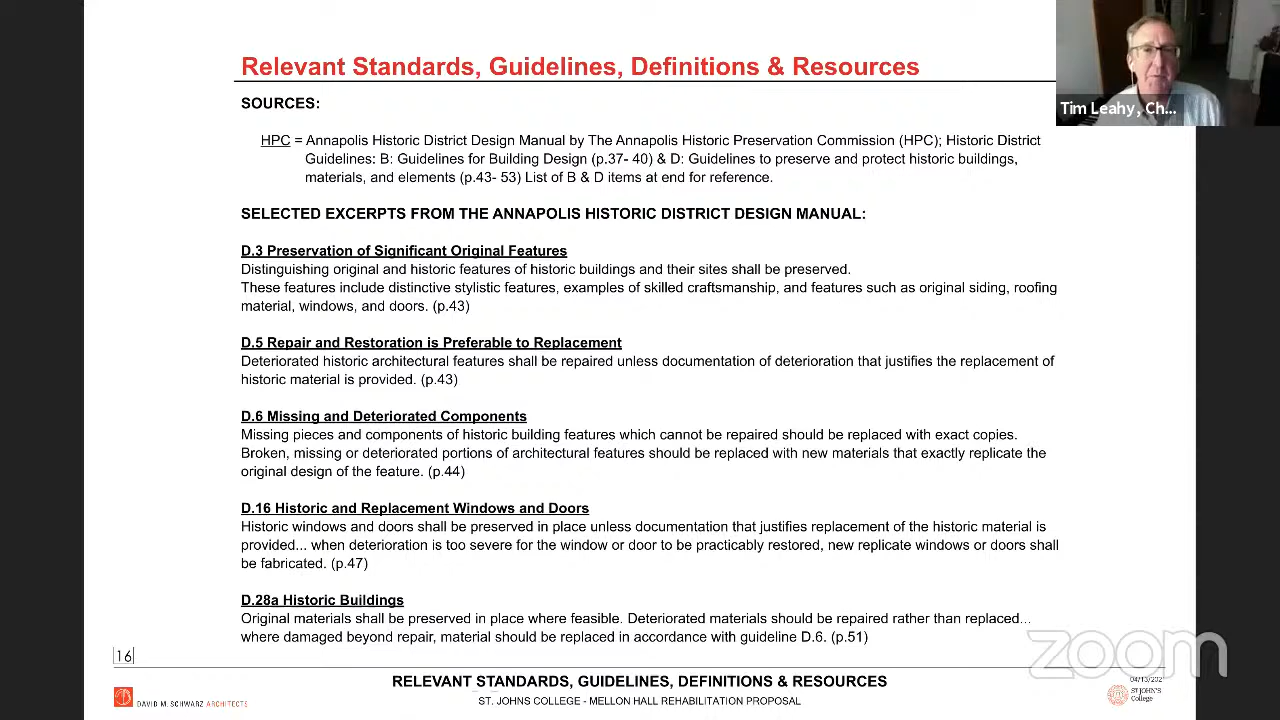 Relevant Standards, Guidelines, Definitions & Resources
Tim Leahy, Ch...
SOURCES:
HPC = Annapolis Historic District Design Manual by The Annapolis Historic Preservation Commission (HPC); Historic District
Guidelines: B: Guidelines for Building Design (p.37- 40) & D: Guidelines to preserve and protect historic buildings,
materials, and elements (p.43- 53) List of B & D items at end for reference.
SELECTED EXCERPTS FROM THE ANNAPOLIS HISTORIC DISTRICT DESIGN MANUAL:
D.3 Preservation of Significant Original Features
Distinguishing original and historic features of historic buildings and their sites shall be preserved.
These features include distinctive stylistic features, examples of skilled craftsmanship, and features such as original siding, roofing
material, windows, and doors. (p.43)
D.5 Repair and Restoration is Preferable to Replacement
Deteriorated historic architectural features shall be repaired unless documentation of deterioration that justifies the replacement of
historic material is provided. (p.43)
D.6 Missing and Deteriorated Components
Missing pieces and components of historic building features which cannot be repaired should be replaced with exact copies.
Broken, missing or deteriorated portions of architectural features should be replaced with new materials that exactly replicate the
original design of the feature. (p.44)
D.16 Historic and Replacement Windows and Doors
Historic windows and doors shall be preserved in place unless documentation that justifies replacement of the historic material is
provided... when deterioration is too severe for the window or door to be practicably restored, new replicate windows or doors shall
be fabricated. (p.47)
D.28a Historic Buildings
Original materials shall be preserved in place where feasible. Deteriorated materials should be repaired rather than replaced...
where damaged beyond repair, material should be replaced in accordance with guideline D.6. (p.51)
16
zoom
RELEVANT STANDARDS, GUIDELINES, DEFINITIONS & RESOURCES
04/13/202
DAVID M. SCHWARZ ARCHITECTS
ST. JOHNS COLLEGE - MELLON HALL REHABILITATION PROPOSAL
ST JOHN'S
College